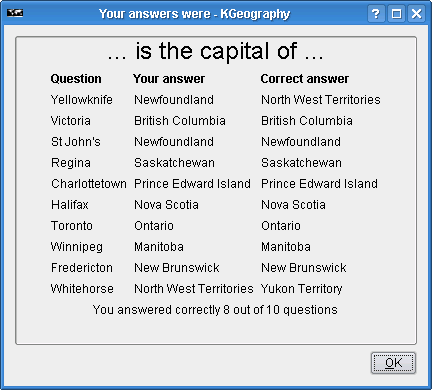 Your answers were - KGeography
... is the capital of ...
Question Your answer Correct answer
Yellowknife Newfoundland North West Territories
Victoria British Columbia British Columbia
St John's Newfoundland Newfoundland
Regina Saskatchewan Saskatchewan
Charlottetown Prince Edward Island Prince Edward Island
Halifax Nova Scotia Nova Scotia
Toronto Ontario Ontario
Winnipeg Manitoba Manitoba
Fredericton New Brunswick New Brunswick
Whitehorse North West Territories Yukon Territory
You answered correctly 8 out of 10 questions
OK